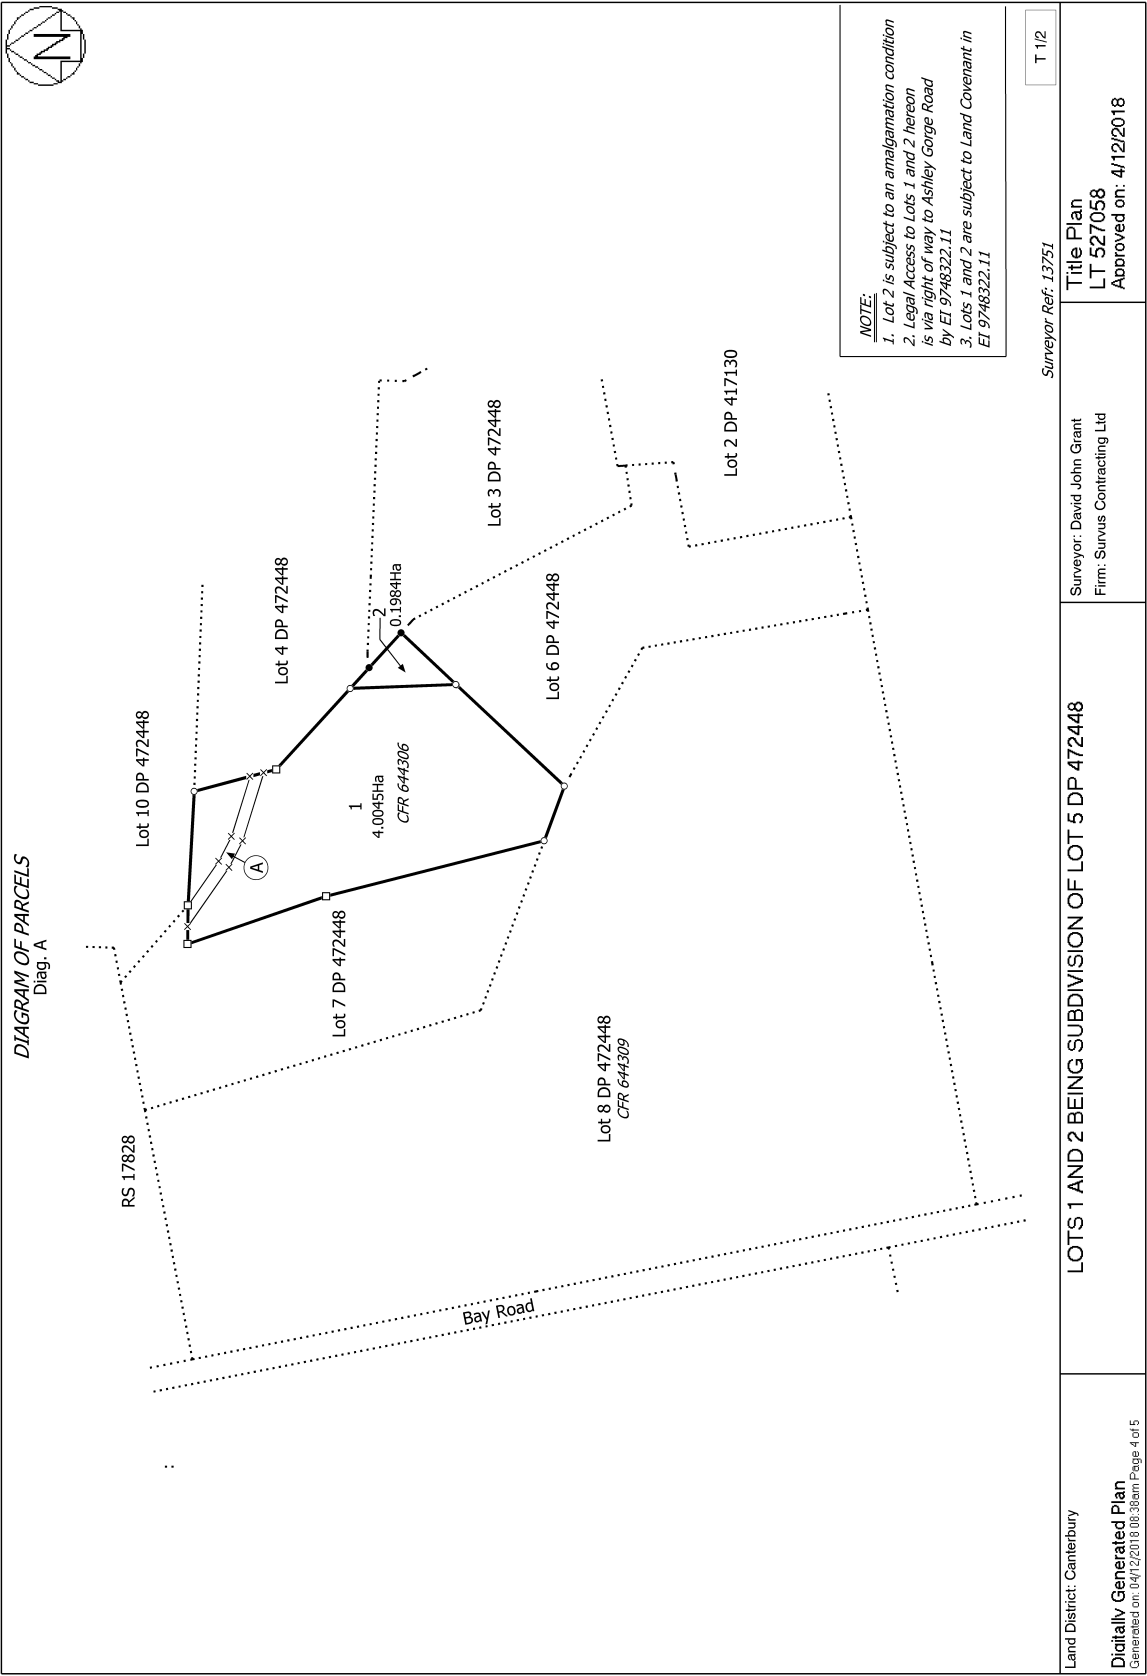 DIAGRAM OF PARCELS
Diag. A
N
RS 17828
Lot 10 DP 472448
Lot 4 DP 472448
A
Lot 7 DP 472448
1
4.0045Ha
CFR 644306
2
0.1984Ha
Lot 3 DP 472448
Lot 6 DP 472448
Bay Road
Lot 8 DP 472448
CFR 644309
Lot 2 DP 417130
NOTE:
1. Lot 2 is subject to an amalgamation condition
2. Legal Access to Lots 1 and 2 hereon
is via right of way to Ashley Gorge Road
by EI 9748322.11
3. Lots 1 and 2 are subject to Land Covenant in
EI 9748322.11
Surveyor Ref: 13751
T 1/2
Land District: Canterbury
Digitally Generated Plan
Generated on: 04/12/2018 08:38am Page 4 of 5
LOTS 1 AND 2 BEING SUBDIVISION OF LOT 5 DP 472448
Surveyor: David John Grant
Firm: Survus Contracting Ltd
Title Plan
LT 527058
Approved on: 4/12/2018